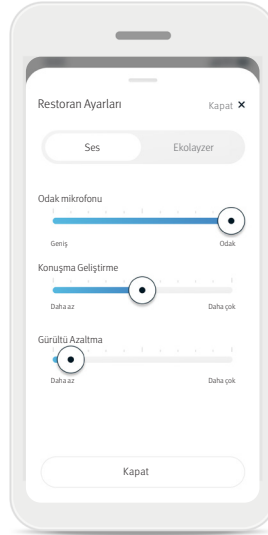 Restoran Ayarları
Kapat ×
Ses
Ekolayzer
Odak mikrofonu
Geniş
Odak
Konuşma Geliştirme
Daha az
Daha çok
Gürültü Azaltma
Daha az
Daha çok
Kapat